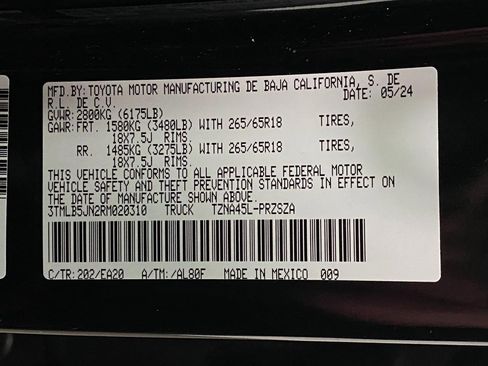 MFD.BY:TOYOTA MOTOR MANUFACTURING DE BAJA CALIFORNIA, S. DE
R.L. DE C.V. DATE: 05/24
GVWR:2800KG (6175LB)
GAWR:FRT. 1580KG (3480LB) WITH 265/65R18 TIRES,
18X7.5J RIMS.
RR. 1485KG (3275LB) WITH 265/65R18 TIRES,
18X7.5J RIMS.
THIS VEHICLE CONFORMS TO ALL APPLICABLE FEDERAL MOTOR
VEHICLE SAFETY AND THEFT PREVENTION STANDARDS IN EFFECT ON
THE DATE OF MANUFACTURE SHOWN ABOVE.
3TMLB5JN2RM020310 TRUCK TZNA45L-PRZSZA
C/TR:202/EA20 A/TM:/AL80F MADE IN MEXICO 009